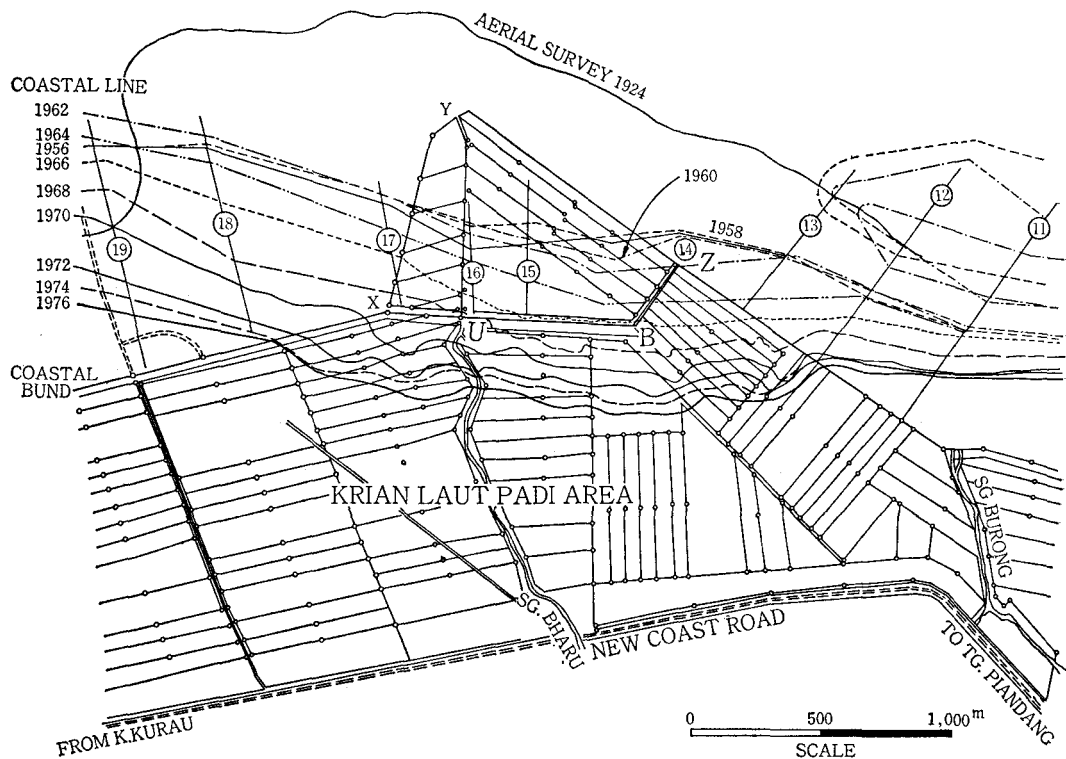 AERIAL SURVEY 1924
COASTAL LINE
1962
1964
1956
1966
1968
1970
1972
1974
1976
COASTAL
BUND
Y
1960
1958
19
18
17
16
15
14
13
12
11
X
U
B
Z
KRIAN LAUT PADI AREA
SG. BHARU
SG. BURONG
NEW COAST ROAD
FROM K.KURAU
TO TG. PIANDANG
0 500 1,000m
SCALE